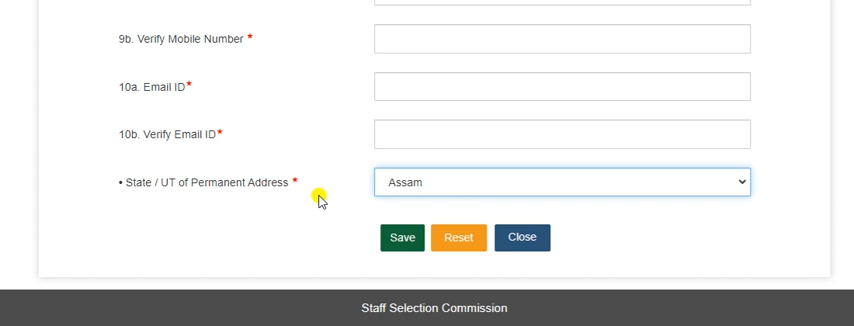 9b. Verify Mobile Number *
10a. Email ID*
10b. Verify Email ID*
• State / UT of Permanent Address * Assam
Save Reset Close
Staff Selection Commission